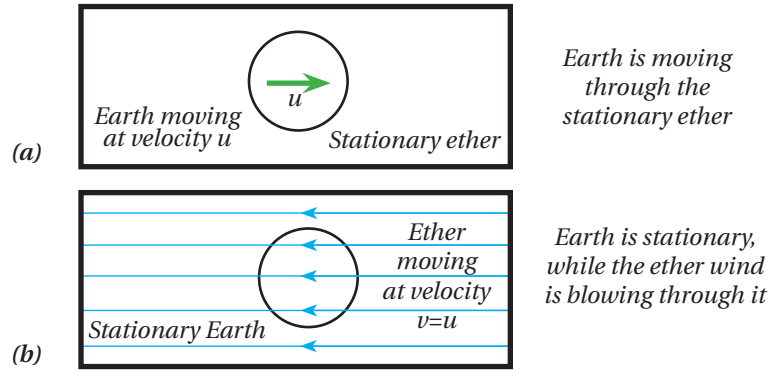 Earth is moving
through the
stationary ether
u
Earth moving
at velocity u
Stationary ether
(a)
Ether
moving
at velocity
v=u
Earth is stationary,
while the ether wind
is blowing through it
Stationary Earth
(b)